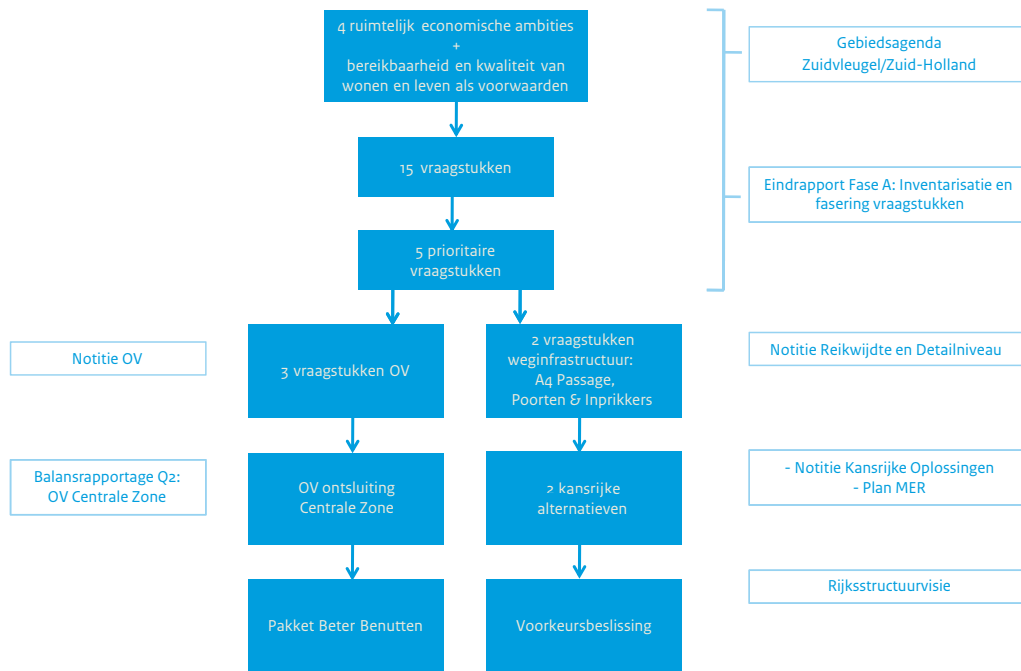 4 ruimtelijk economische ambities
+
bereikbaarheid en kwaliteit van
wonen en leven als voorwaarden
Gebiedsagenda
Zuidvleugel/Zuid-Holland
15 vraagstukken
Eindrapport Fase A: Inventarisatie en
fasering vraagstukken
5 prioritaire
vraagstukken
Notitie OV
3 vraagstukken OV
2 vraagstukken
weginfrastructuur:
A4 Passage,
Poorten & Inprikkers
Notitie Reikwijdte en Detailniveau
Balansrapportage Q2:
OV Centrale Zone
OV ontsluiting
Centrale Zone
2 kansrijke
alternatieven
- Notitie Kansrijke Oplossingen
- Plan MER
Pakket Beter Benutten
Voorkeursbeslissing
Rijksstructuurvisie